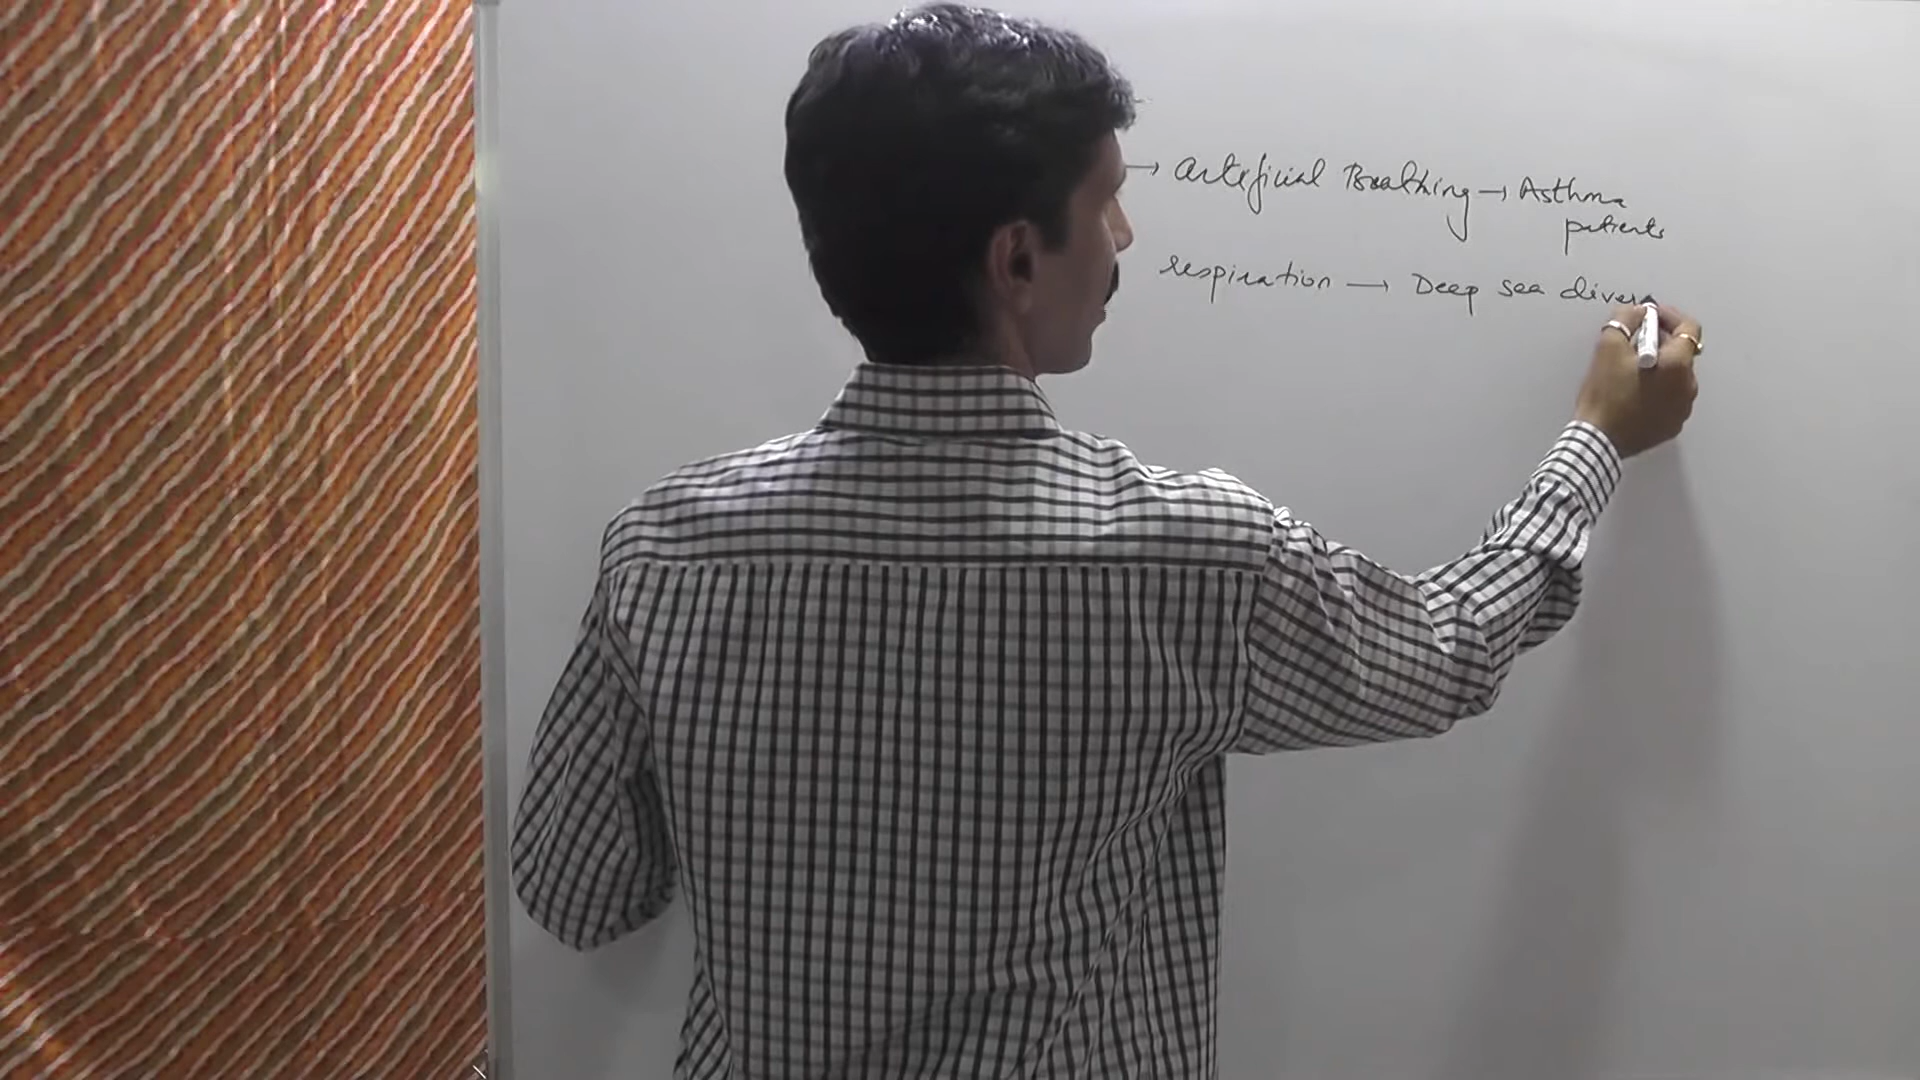 → Artificial Breathing → Asthma
patients
respiration → Deep sea divers